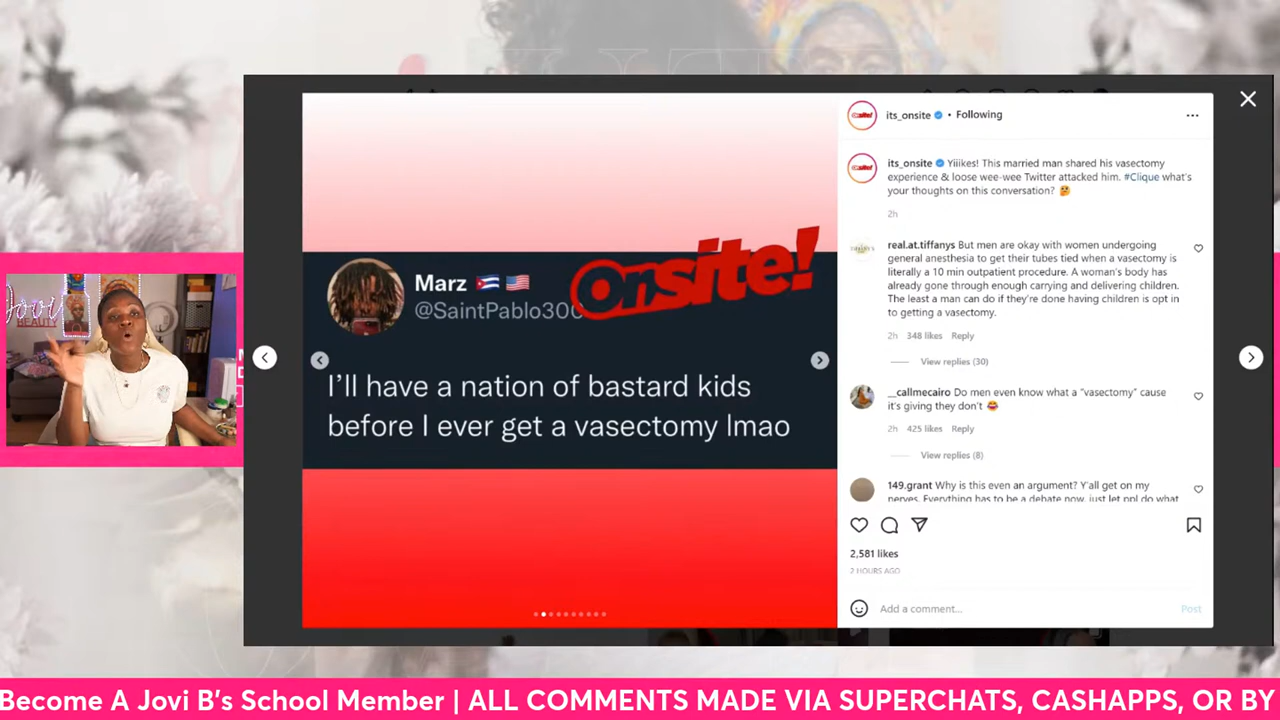 Jovi
BEAUTY
Onsite!
Marz
@SaintPablo300
I'll have a nation of bastard kids
before I ever get a vasectomy lmao
its_onsite • Following
its_onsite Yiiikes! This married man shared his vasectomy
experience & loose wee-wee Twitter attacked him. #Clique what's
your thoughts on this conversation? 🤔
2h
real.at.tiffanys But men are okay with women undergoing
general anesthesia to get their tubes tied when a vasectomy is
literally a 10 min outpatient procedure. A woman's body has
already gone through enough carrying and delivering children.
The least a man can do if they're done having children is opt in
to getting a vasectomy.
2h 348 likes Reply
View replies (30)
__callmecairo Do men even know what a "vasectomy" cause
it's giving they don't 😂
2h 425 likes Reply
View replies (8)
149.grant Why is this even an argument? Y'all get on my
nerves. Everything has to be a debate now, just let ppl do what
2,581 likes
2 HOURS AGO
Add a comment...
Post
Become A Jovi B's School Member | ALL COMMENTS MADE VIA SUPERCHATS, CASHAPPS, OR BY